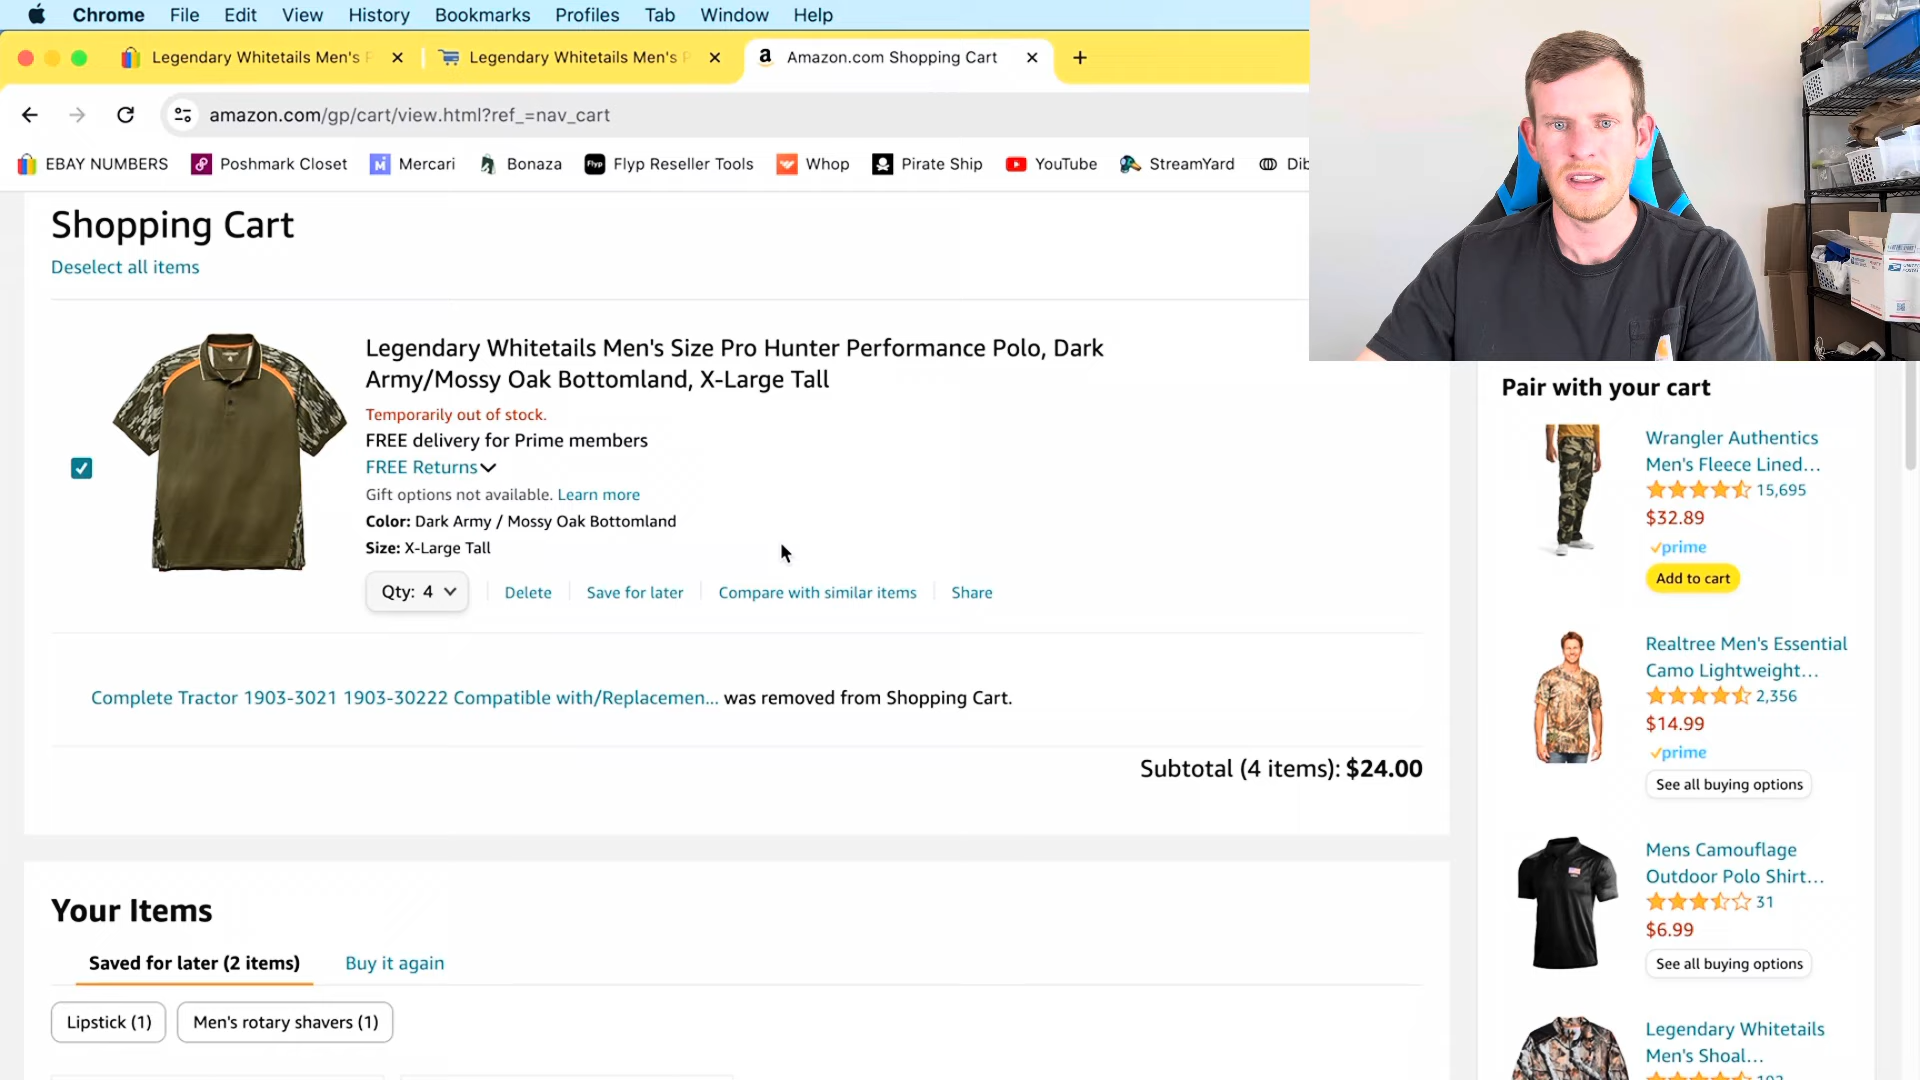 Chrome File Edit View History Bookmarks Profiles Tab Window Help
Legendary Whitetails Men's P
Legendary Whitetails Men's P
Amazon.com Shopping Cart
amazon.com/gp/cart/view.html?ref_=nav_cart
EBAY NUMBERS Poshmark Closet Mercari Bonaza Flyp Reseller Tools Whop Pirate Ship YouTube StreamYard Dib
Shopping Cart
Deselect all items
Legendary Whitetails Men's Size Pro Hunter Performance Polo, Dark
Army/Mossy Oak Bottomland, X-Large Tall
Temporarily out of stock.
FREE delivery for Prime members
FREE Returns
Gift options not available. Learn more
Color: Dark Army / Mossy Oak Bottomland
Size: X-Large Tall
Qty: 4 Delete Save for later Compare with similar items Share
Complete Tractor 1903-3021 1903-30222 Compatible with/Replacemen... was removed from Shopping Cart.
Subtotal (4 items): $24.00
Your Items
Saved for later (2 items) Buy it again
Lipstick (1) Men's rotary shavers (1)
Pair with your cart
Wrangler Authentics
Men's Fleece Lined...
15,695
$32.89
prime
Add to cart
Realtree Men's Essential
Camo Lightweight...
2,356
$14.99
prime
See all buying options
Mens Camouflage
Outdoor Polo Shirt...
31
$6.99
See all buying options
Legendary Whitetails
Men's Shoal...